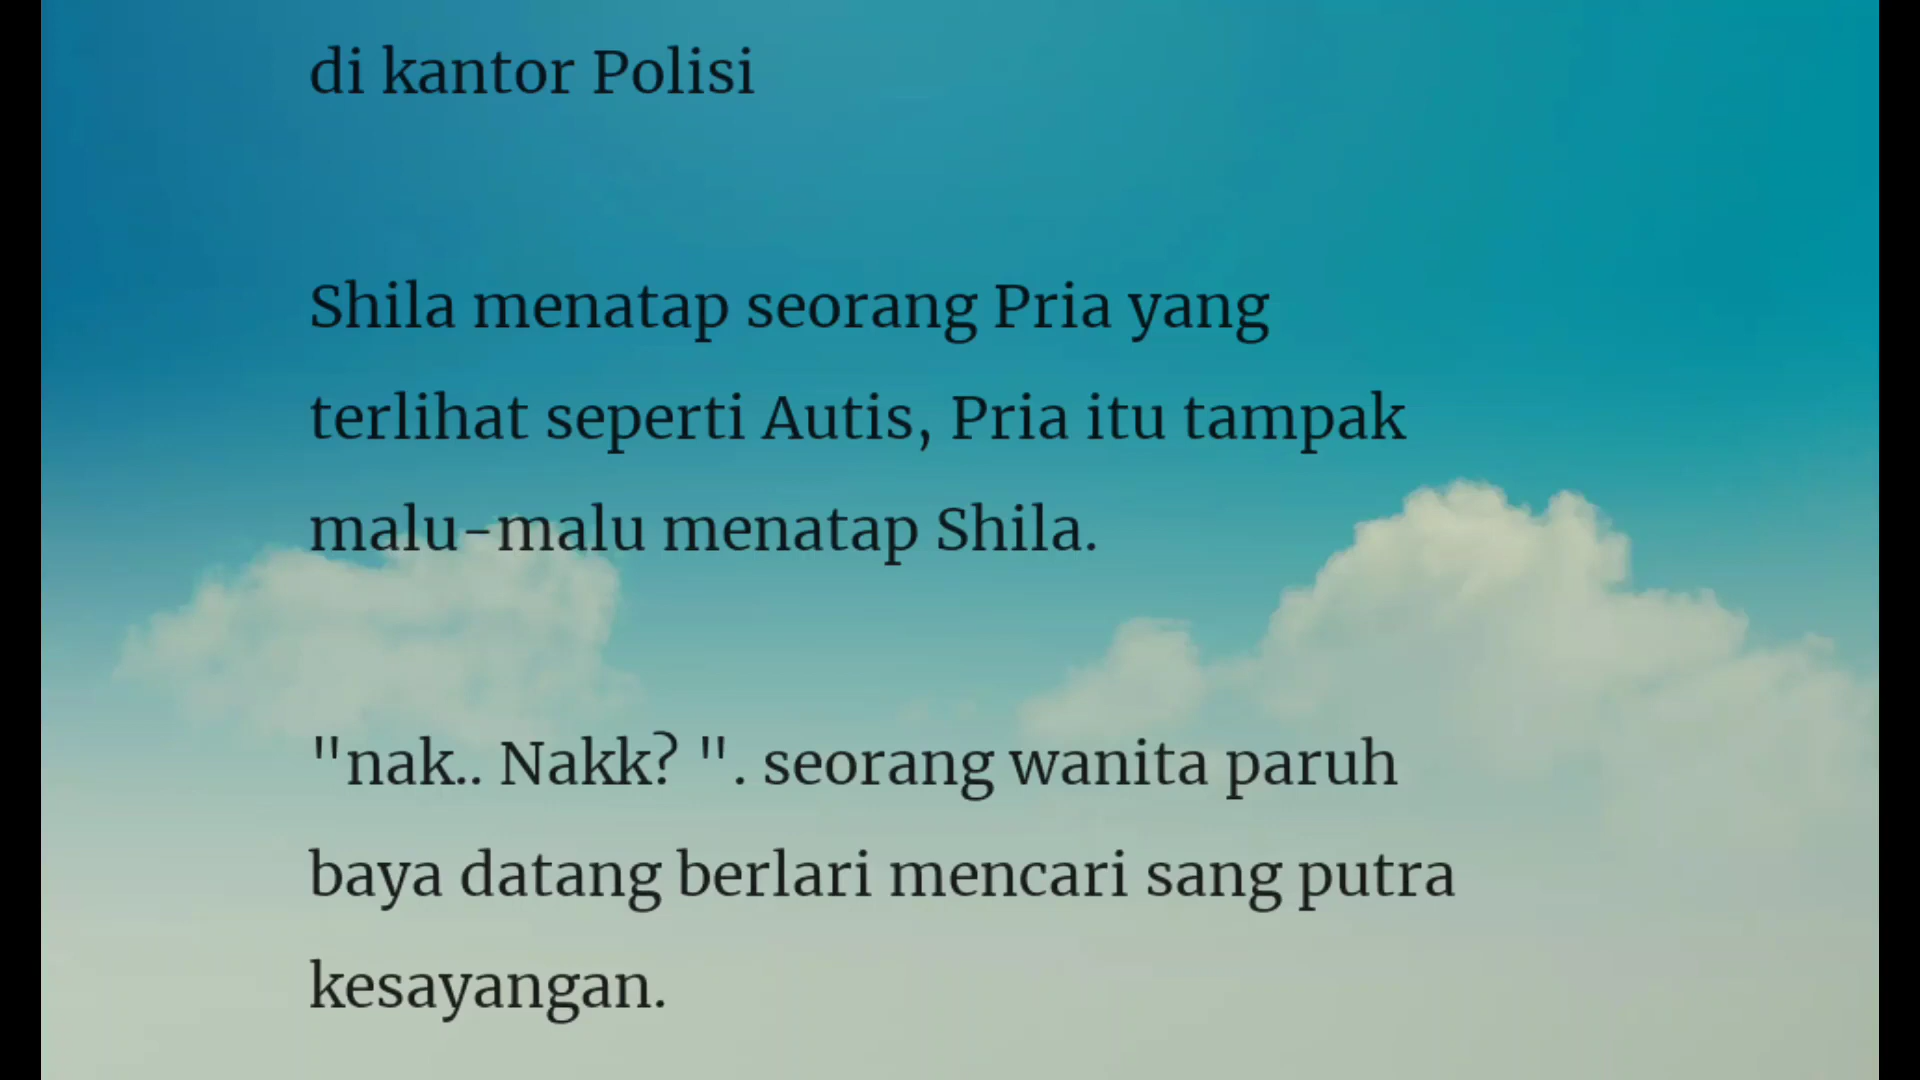 di kantor Polisi
Shila menatap seorang Pria yang
terlihat seperti Autis, Pria itu tampak
malu-malu menatap Shila.
"nak.. Nakk? ". seorang wanita paruh
baya datang berlari mencari sang putra
kesayangan.